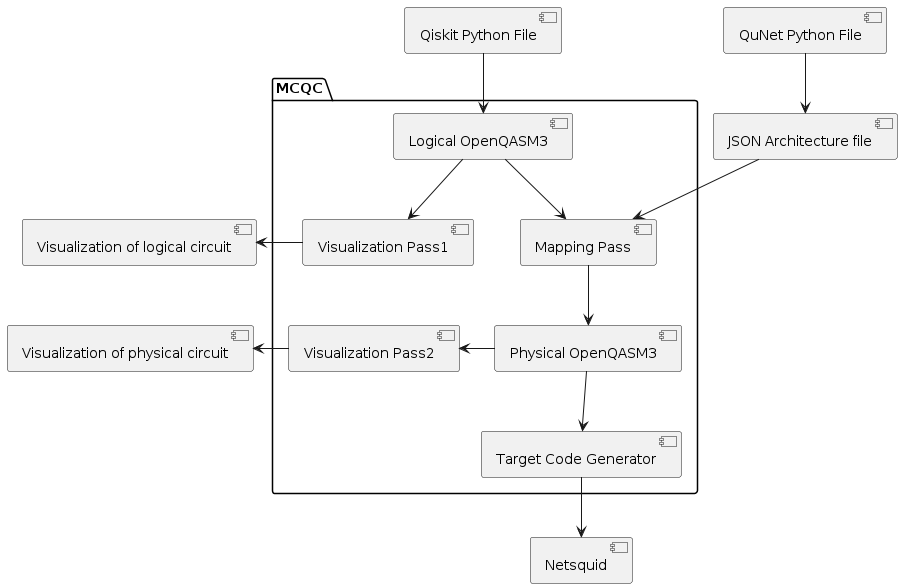 Qiskit Python File
QuNet Python File
MCQC
Logical OpenQASM3
JSON Architecture file
Visualization of logical circuit
Visualization Pass1
Mapping Pass
Visualization of physical circuit
Visualization Pass2
Physical OpenQASM3
Target Code Generator
Netsquid